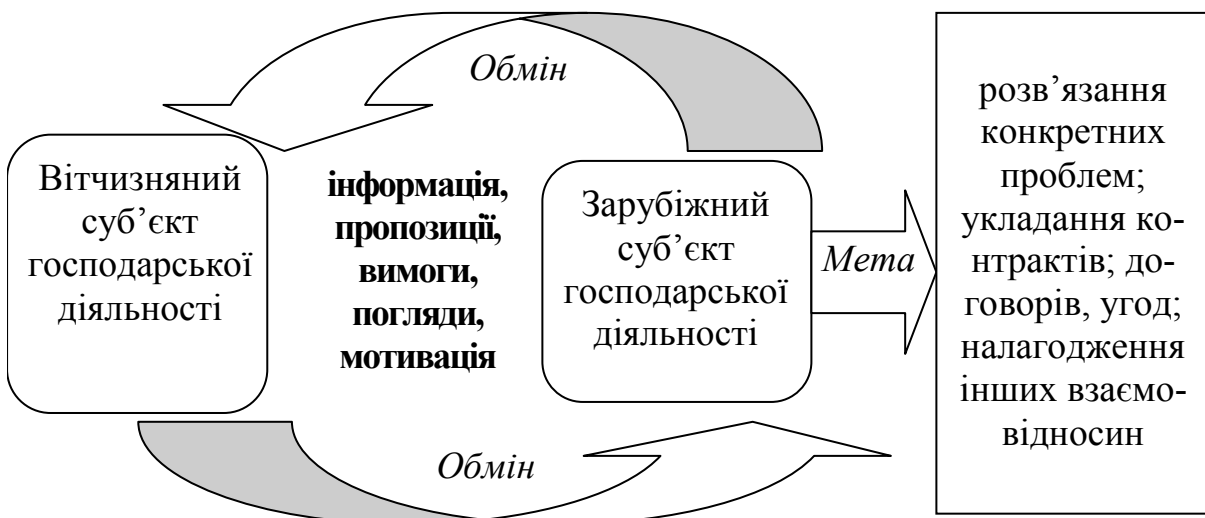 Обмін
Вітчизняний
суб’єкт
господарської
діяльності
інформація,
пропозиції,
вимоги,
погляди,
мотивація
Зарубіжний
суб’єкт
господарської
діяльності
Мета
розв’язання
конкретних
проблем;
укладання ко-
нтрактів; до-
говорів, угод;
налагодження
інших взаємо-
відносин
Обмін